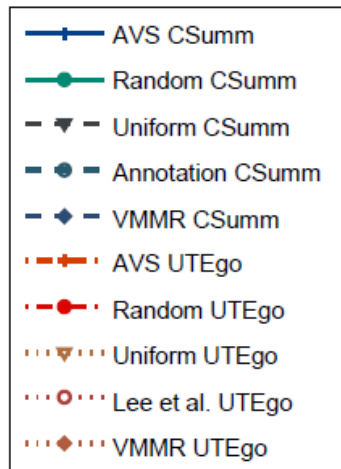 AVS CSumm
Random CSumm
Uniform CSumm
Annotation CSumm
VMMR CSumm
AVS UTEgo
Random UTEgo
Uniform UTEgo
Lee et al. UTEgo
VMMR UTEgo